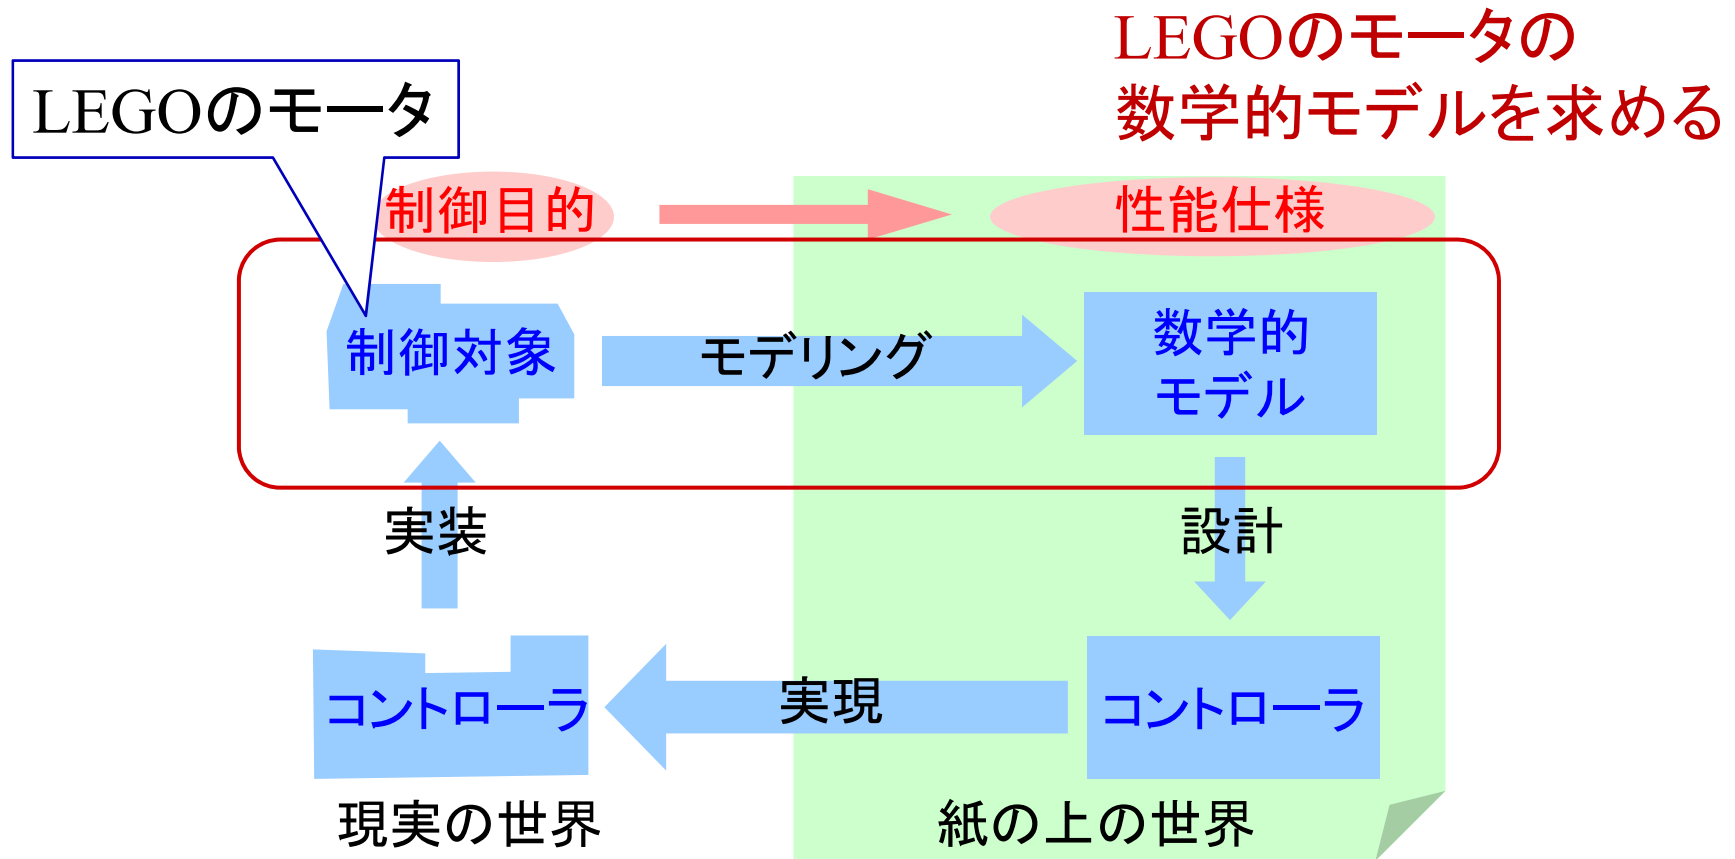 LEGOのモータの
数学的モデルを求める
LEGOのモータ
制御目的
性能仕様
制御対象
モデリング
数学的
モデル
実装
設計
コントローラ
実現
コントローラ
現実の世界
紙の上の世界